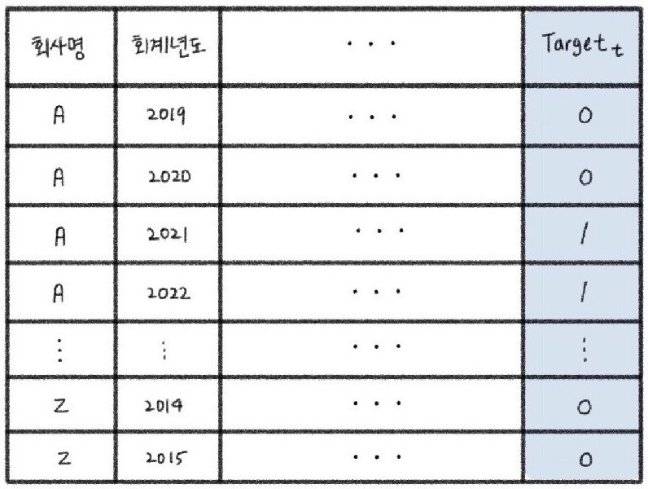 회사명 회계년도 ... Target t
A 2019 ... 0
A 2020 ... 0
A 2021 ... 1
A 2022 ... 1
⋮ ⋮ ... ⋮
Z 2014 ... 0
Z 2015 ... 0